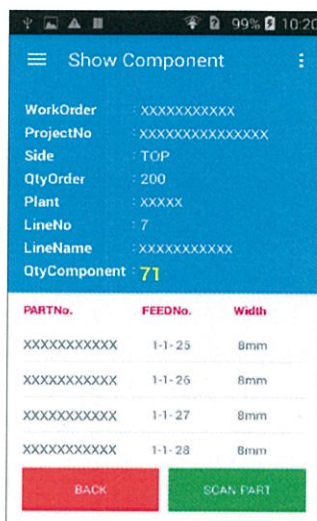 99% 10:20
Show Component
WorkOrder : XXXXXXXXXXX
ProjectNo : XXXXXXXXXXXXXXX
Side : TOP
QtyOrder : 200
Plant : XXXXX
LineNo : 7
LineName : XXXXXXXXXXX
QtyComponent : 71
PARTNo. FEEDNo. Width
XXXXXXXXXXX 1-1-25 8mm
XXXXXXXXXXX 1-1-26 8mm
XXXXXXXXXXX 1-1-27 8mm
XXXXXXXXXXX 1-1-28 8mm
BACK SCAN PART